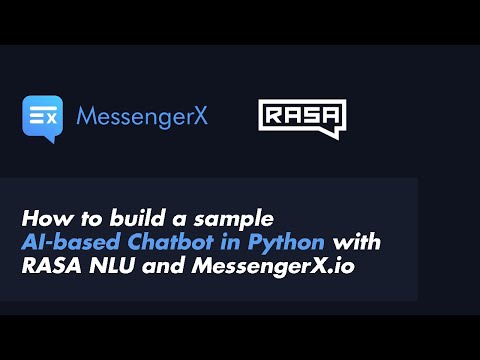 MessengerX RASA
How to build a sample
AI-based Chatbot in Python with
RASA NLU and MessengerX.io